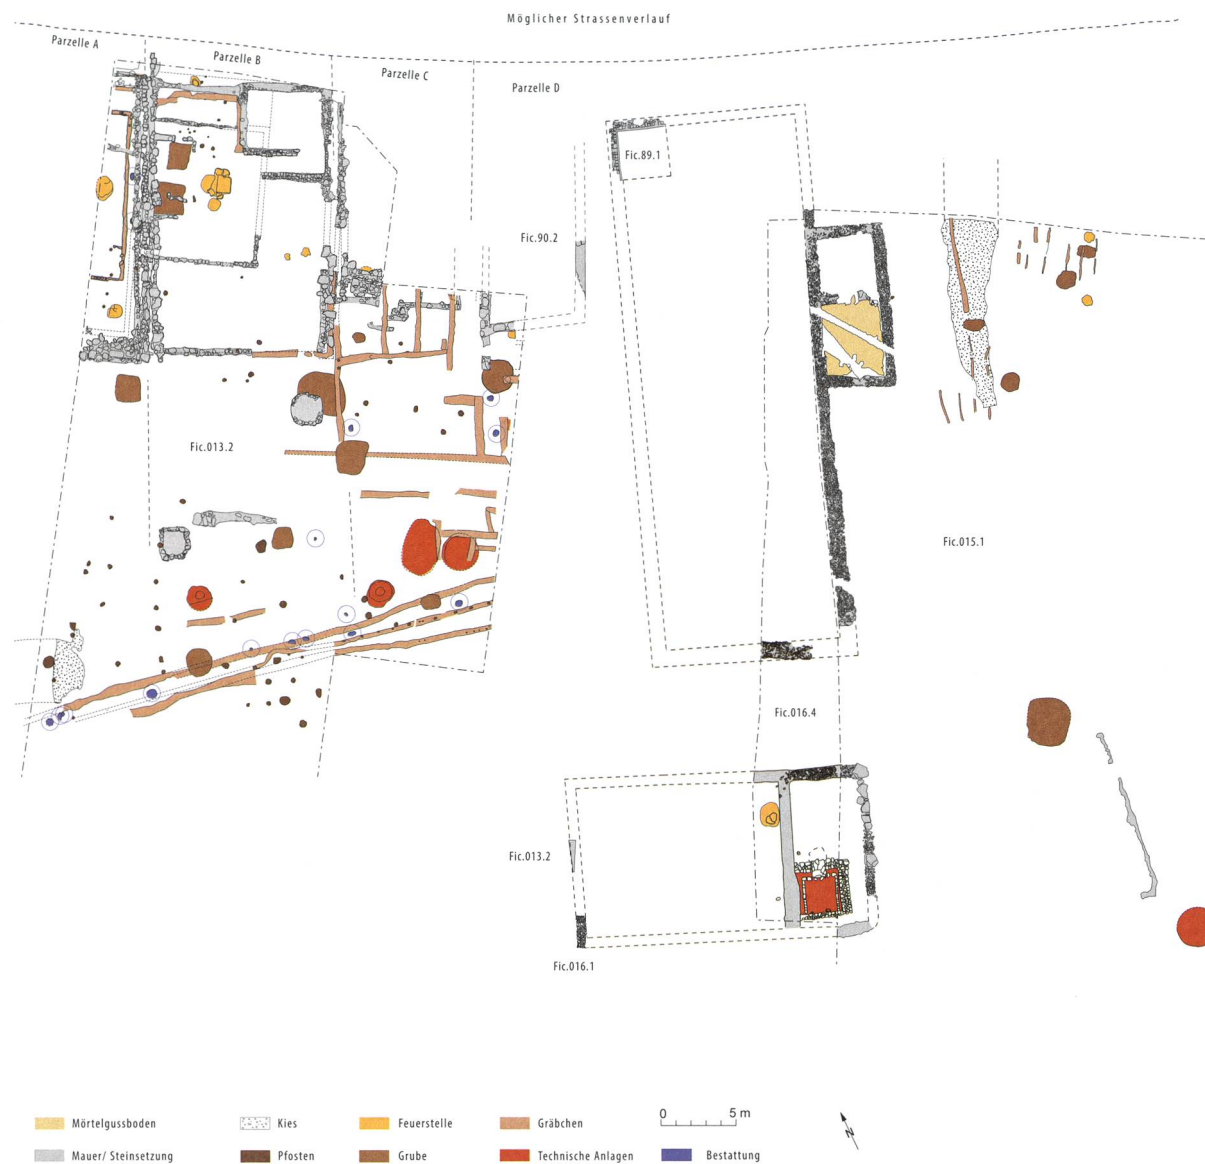 Möglicher Strassenverlauf
Parzelle A
Parzelle B
Parzelle C
Parzelle D
Fic.89.1
Fic.90.2
Fic.013.2
Fic.015.1
Fic.016.4
Fic.013.2
Fic.016.1
0 5 m
Mörtelgussboden
Kies
Feuerstelle
Gräbchen
N
Mauer/ Steinsetzung
Pfosten
Grube
Technische Anlagen
Bestattung